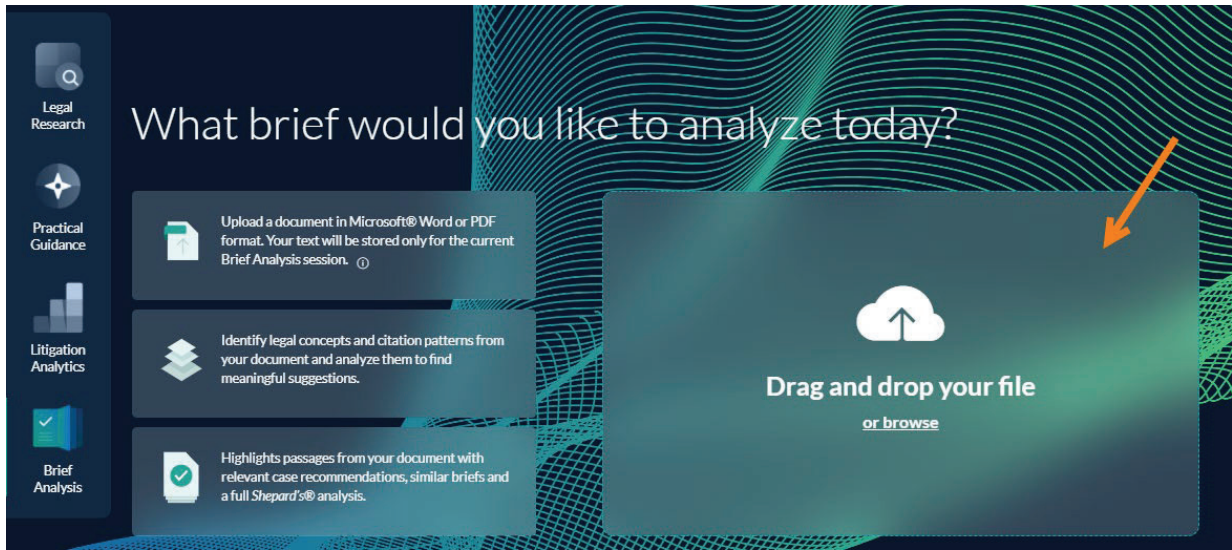 Legal
Research
Practical
Guidance
Litigation
Analytics
Brief
Analysis
What brief would you like to analyze today?
Upload a document in Microsoft® Word or PDF
format. Your text will be stored only for the current
Brief Analysis session.
Identify legal concepts and citation patterns from
your document and analyze them to find
meaningful suggestions.
Highlights passages from your document with
relevant case recommendations, similar briefs and
a full Shepard's® analysis.
Drag and drop your file
or browse